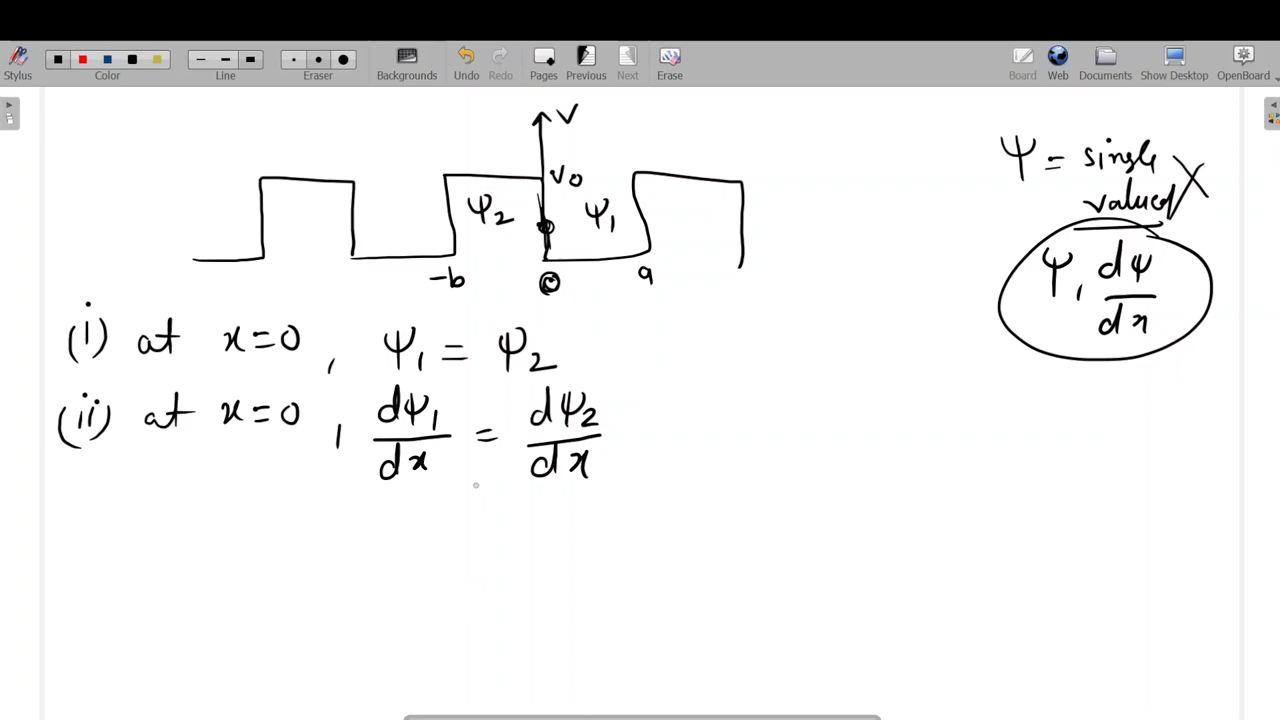 Stylus Color Line Eraser Backgrounds Undo Redo Pages Previous Next Erase Board Web Documents Show Desktop OpenBoard
V
V0
ψ2 ψ1
-b 0 a
ψ = single
valued
ψ, dψ/dx
(i) at x=0, ψ1 = ψ2
(ii) at x=0, dψ1/dx = dψ2/dx